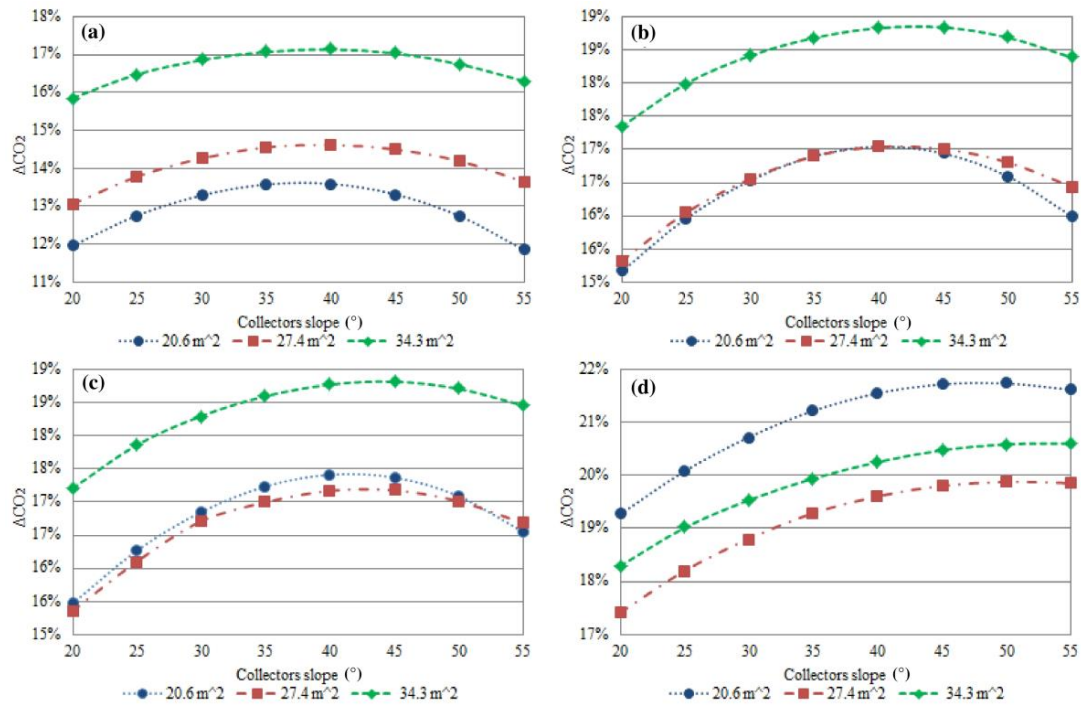 (a)
18%
17%
16%
15%
14%
13%
12%
11%
ΔCO2
20 25 30 35 40 45 50 55
Collectors slope (°)
20.6 m^2 27.4 m^2 34.3 m^2
(b)
19%
19%
18%
18%
17%
17%
16%
16%
15%
ΔCO2
20 25 30 35 40 45 50 55
Collectors slope (°)
20.6 m^2 27.4 m^2 34.3 m^2
(c)
19%
19%
18%
18%
17%
17%
16%
16%
15%
ΔCO2
20 25 30 35 40 45 50 55
Collectors slope (°)
20.6 m^2 27.4 m^2 34.3 m^2
(d)
22%
21%
20%
19%
18%
17%
ΔCO2
20 25 30 35 40 45 50 55
Collectors slope (°)
20.6 m^2 27.4 m^2 34.3 m^2